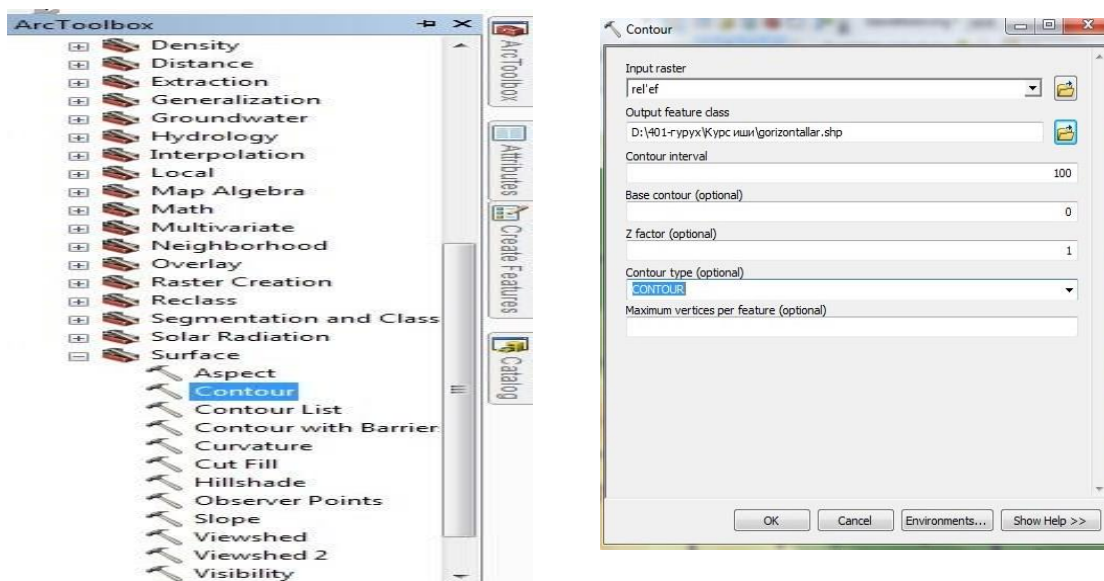 ArcToolbox
Density
Distance
Extraction
Generalization
Groundwater
Hydrology
Interpolation
Local
Map Algebra
Math
Multivariate
Neighborhood
Overlay
Raster Creation
Reclass
Segmentation and Class
Solar Radiation
Surface
Aspect
Contour
Contour List
Contour with Barrier
Curvature
Cut Fill
Hillshade
Observer Points
Slope
Viewshed
Viewshed 2
Visibility
ArcToolbox
Attributes
Create Features
Catalog
Contour
Input raster
rel'ef
Output feature class
D:\401-гурух\Курс иши\gorizontallar.shp
Contour interval
100
Base contour (optional)
0
Z factor (optional)
1
Contour type (optional)
CONTOUR
Maximum vertices per feature (optional)
OK
Cancel
Environments...
Show Help >>